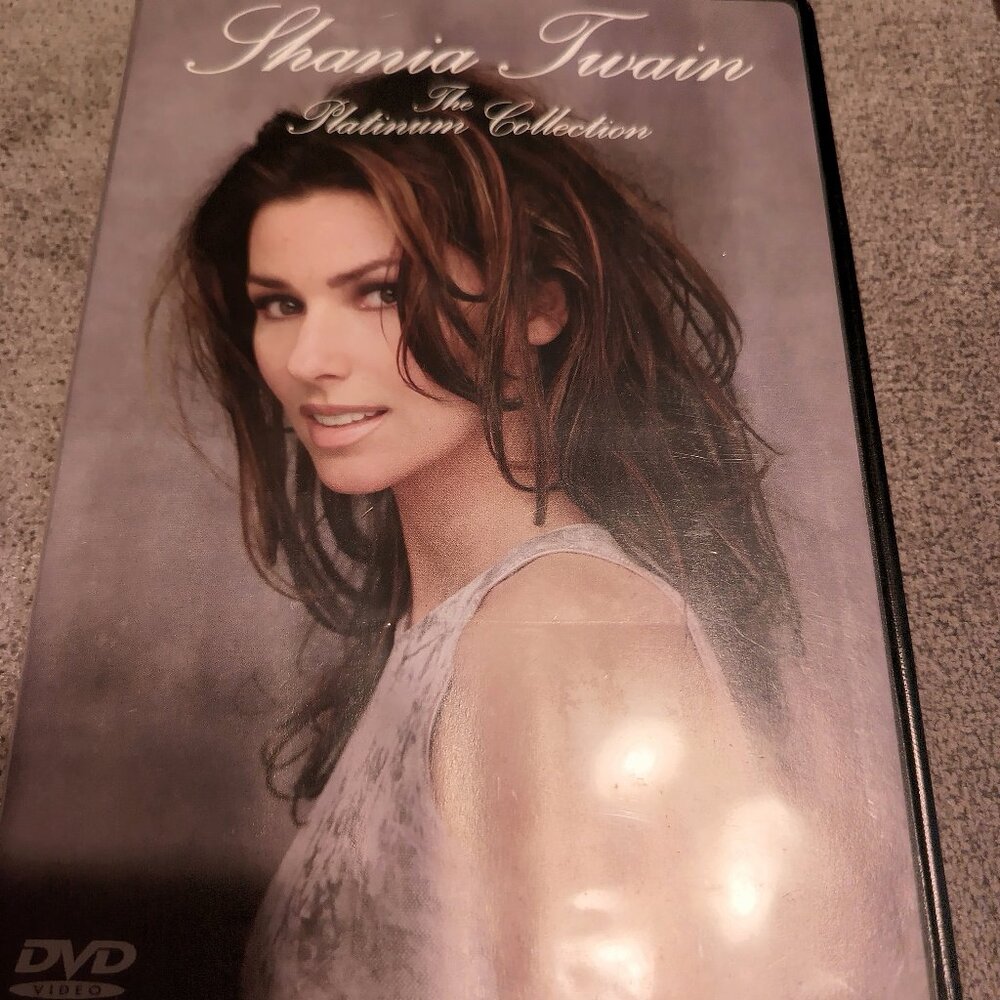 Shania Twain
The
Platinum Collection
DVD
VIDEO